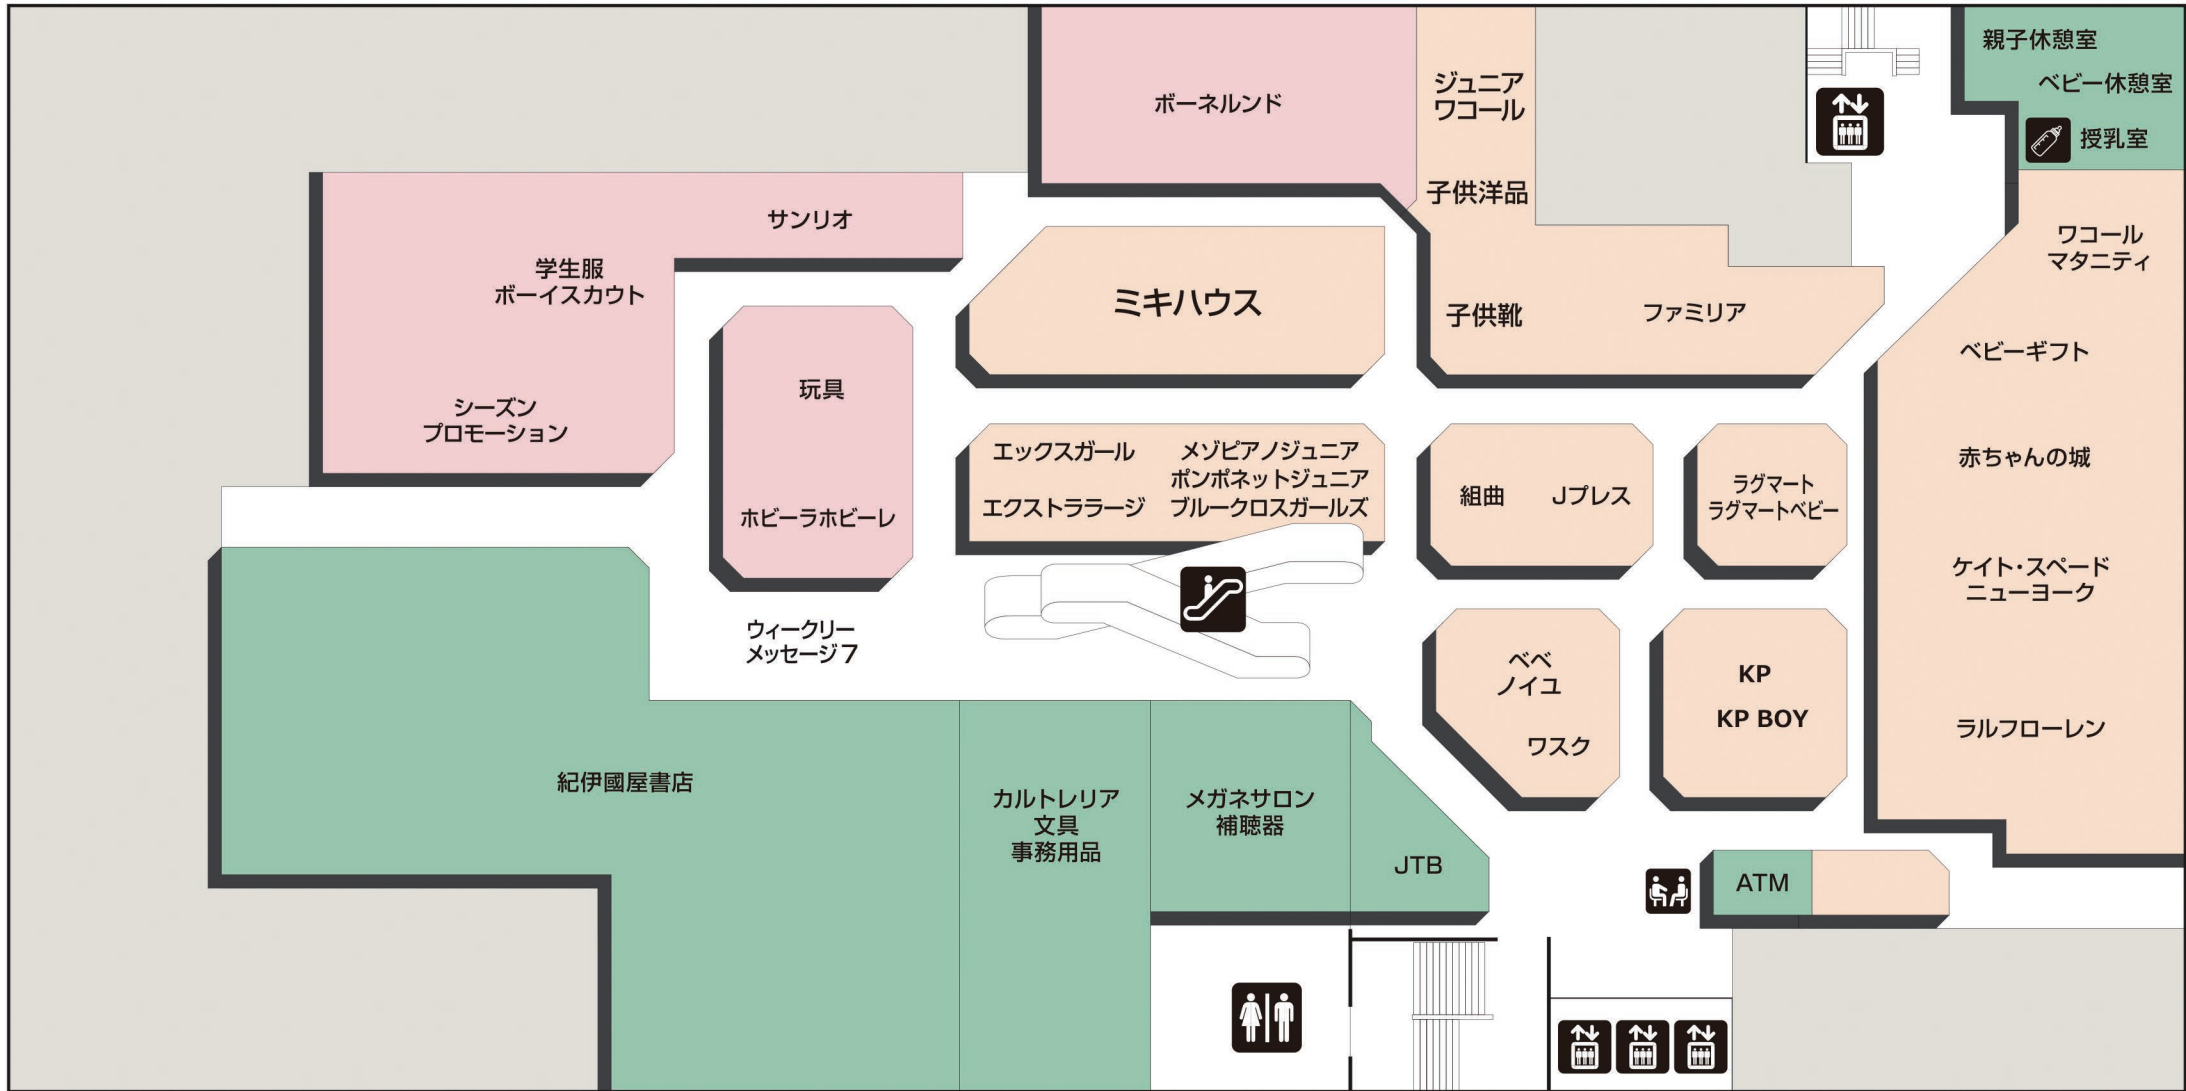 親子休憩室
ベビー休憩室
授乳室
ボーネルンド
ジュニア
ワコール
子供洋品
サンリオ
学生服
ボーイスカウト
シーズン
プロモーション
ミキハウス
子供靴
ファミリア
ワコール
マタニティ
ベビーギフト
赤ちゃんの城
ケイト・スペード
ニューヨーク
ラルフローレン
玩具
ホビーラホビーレ
エックスガール
エクストララージ
メゾピアノジュニア
ポンポネットジュニア
ブルークロスガールズ
組曲
Jプレス
ラグマート
ラグマートベビー
ウィークリー
メッセージ7
べべ
ノイユ
ワスク
KP
KP BOY
紀伊國屋書店
カルトレリア
文具
事務用品
メガネサロン
補聴器
JTB
ATM